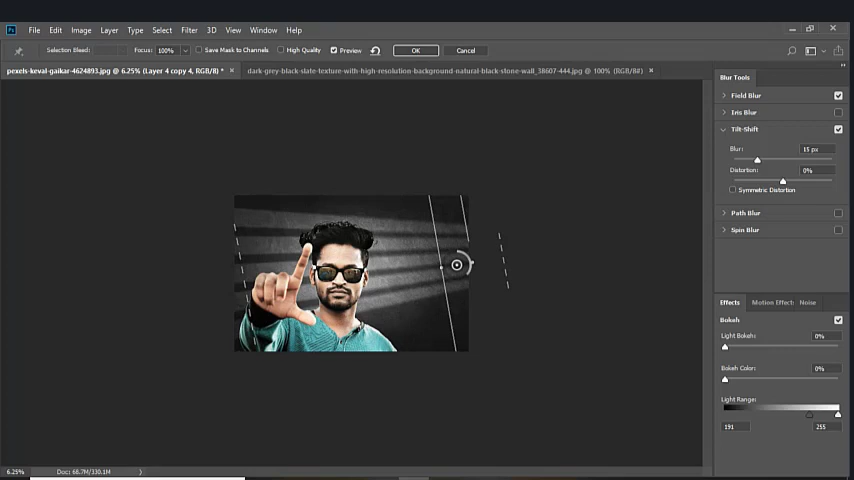 Ps File Edit Image Layer Type Select Filter 3D View Window Help
Selection Bleed: Focus: 100% Save Mask to Channels High Quality Preview OK Cancel
pexels-keval-gaikar-4624893.jpg @ 6.25% (Layer 4 copy 4, RGB/8) * × dark-grey-black-slate-texture-with-high-resolution-background-natural-black-stone-wall_38607-444.jpg @ 100% (RGB/8#) ×
Blur Tools
Field Blur
Iris Blur
Tilt-Shift
Blur: 15 px
Distortion: 0%
Symmetric Distortion
Path Blur
Spin Blur
Effects Motion Effect: Noise
Bokeh
Light Bokeh: 0%
Bokeh Color: 0%
Light Range:
191 255
6.25% Doc: 68.7M/330.1M